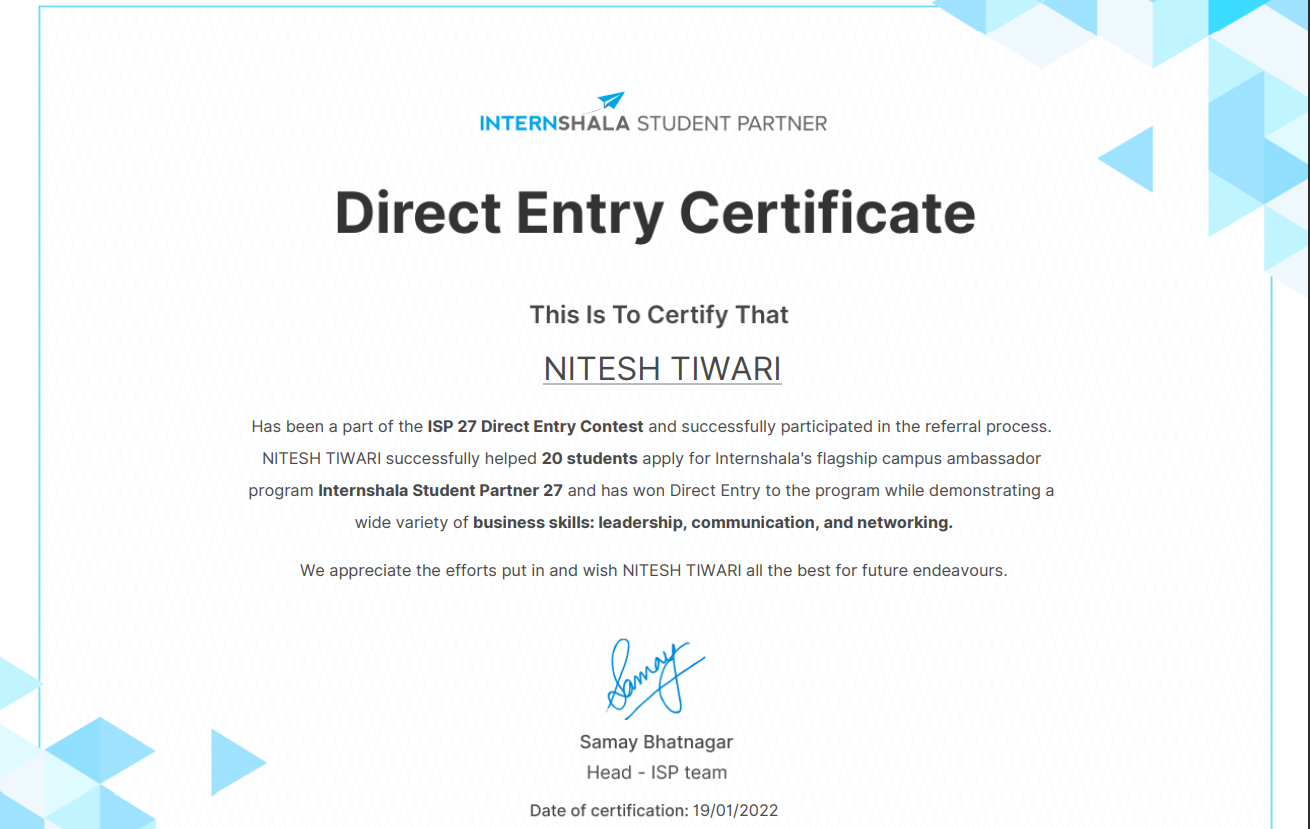 INTERNSHALA STUDENT PARTNER
Direct Entry Certificate
This Is To Certify That
NITESH TIWARI
Has been a part of the ISP 27 Direct Entry Contest and successfully participated in the referral process.
NITESH TIWARI successfully helped 20 students apply for Internshala's flagship campus ambassador
program Internshala Student Partner 27 and has won Direct Entry to the program while demonstrating a
wide variety of business skills: leadership, communication, and networking.
We appreciate the efforts put in and wish NITESH TIWARI all the best for future endeavours.
Samay
Samay Bhatnagar
Head - ISP team
Date of certification: 19/01/2022